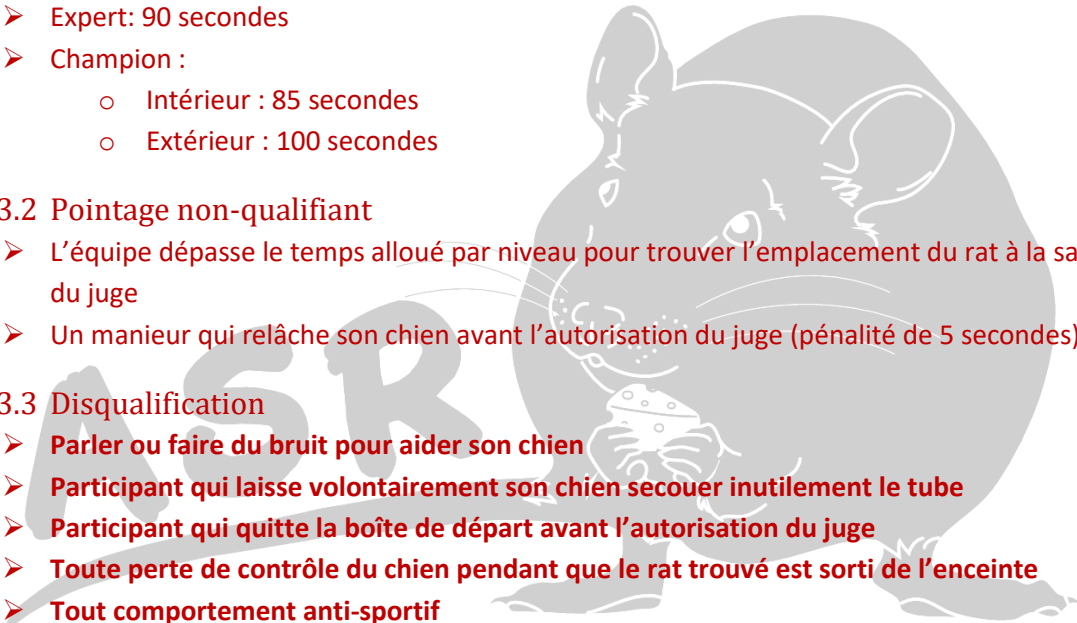 ➢ Expert: 90 secondes
➢ Champion :
o Intérieur : 85 secondes
o Extérieur : 100 secondes
3.2 Pointage non-qualifiant
➢ L’équipe dépasse le temps alloué par niveau pour trouver l’emplacement du rat à la
du juge
➢ Un manieur qui relâche son chien avant l’autorisation du juge (pénalité de 5 secondes)
3.3 Disqualification
➢ Parler ou faire du bruit pour aider son chien
➢ Participant qui laisse volontairement son chien secouer inutilement le tube
➢ Participant qui quitte la boîte de départ avant l’autorisation du juge
➢ Toute perte de contrôle du chien pendant que le rat trouvé est sorti de l’enceinte
➢ Tout comportement anti-sportif
ASR